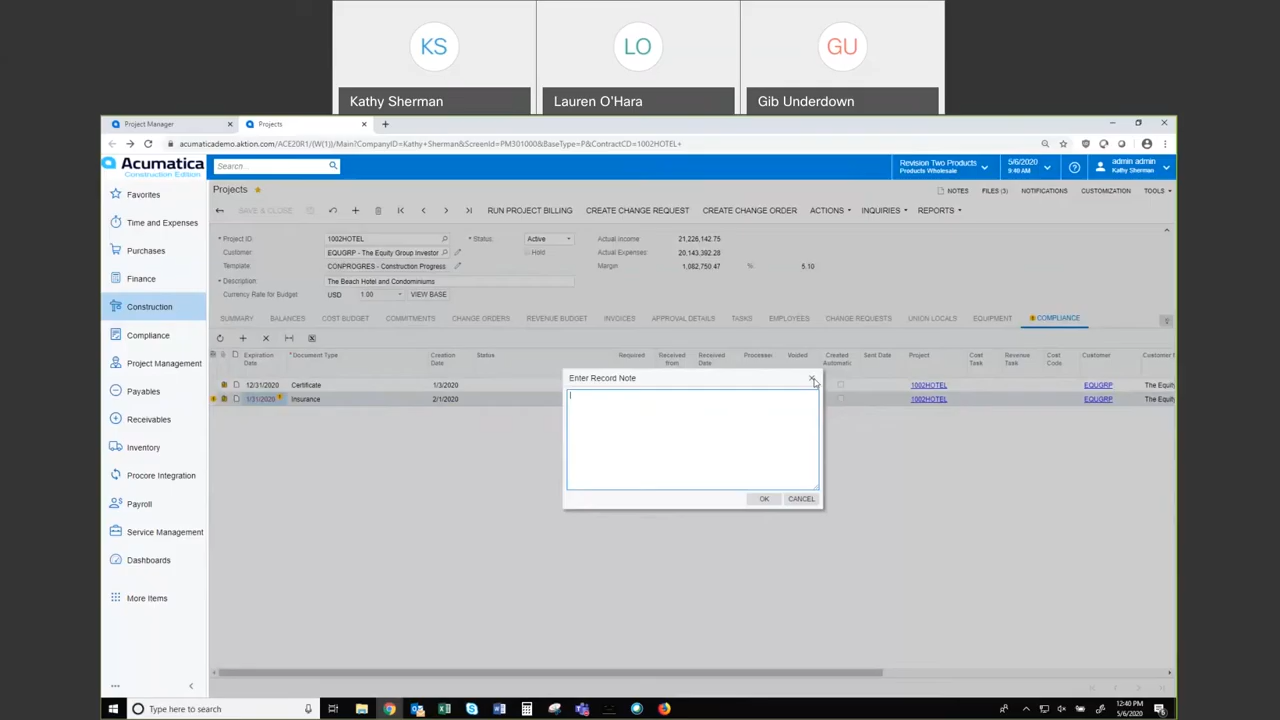 KS
LO
GU
Kathy Sherman
Lauren O'Hara
Gib Underdown
Project Manager
Projects
acumaticademo.aktion.com/ACE20R1/(W(1))/Main?CompanyID=Kathy+Sherman&ScreenId=PM301000&BaseType=P&ContractCD=1002HOTEL+
Acumatica
Construction Edition
Search...
Revision Two Products
Products Wholesale
5/6/2020
9:40 AM
admin admin
Kathy Sherman
Favorites
Time and Expenses
Purchases
Finance
Construction
Compliance
Project Management
Payables
Receivables
Inventory
Procore Integration
Payroll
Service Management
Dashboards
More Items
Projects
NOTES FILES (3) NOTIFICATIONS CUSTOMIZATION TOOLS
SAVE & CLOSE RUN PROJECT BILLING CREATE CHANGE REQUEST CREATE CHANGE ORDER ACTIONS INQUIRIES REPORTS
* Project ID: 1002HOTEL * Status: Active Actual Income 21,226,142.75
Customer: EQUGRP - The Equity Group Investor Hold Actual Expenses: 20,143,392.28
Template: CONPROGRES - Construction Progress Margin 1,082,750.47 %: 5.10
* Description: The Beach Hotel and Condominiums
Currency Rate for Budget USD 1.00 VIEW BASE
SUMMARY BALANCES COST BUDGET COMMITMENTS CHANGE ORDERS REVENUE BUDGET INVOICES APPROVAL DETAILS TASKS EMPLOYEES CHANGE REQUESTS UNION LOCALS EQUIPMENT COMPLIANCE
Expiration Date * Document Type Creation Date Status Required Received from Received Date Processed Voided Created Automatic Sent Date Project Cost Task Revenue Task Cost Code Customer Customer
12/31/2020 Certificate 1/3/2020 1002HOTEL EQUGRP The Equity
1/31/2020 Insurance 2/1/2020 1002HOTEL EQUGRP The Equity
Enter Record Note
OK CANCEL
Type here to search
12:40 PM
5/6/2020